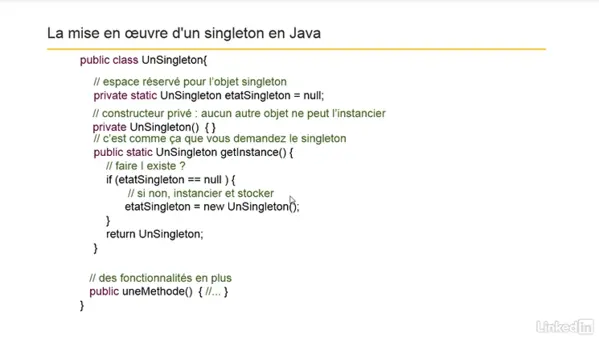 La mise en œuvre d'un singleton en Java
public class UnSingleton{
// espace réservé pour l'objet singleton
private static UnSingleton etatSingleton = null;
// constructeur privé : aucun autre objet ne peut l'instancier
private UnSingleton() { }
// c'est comme ça que vous demandez le singleton
public static UnSingleton getInstance() {
// faire I existe ?
if (etatSingleton == null ) {
// si non, instancier et stocker
etatSingleton = new UnSingleton();
}
return UnSingleton;
}
// des fonctionnalités en plus
public uneMethode() { //... }
}
LinkedIn